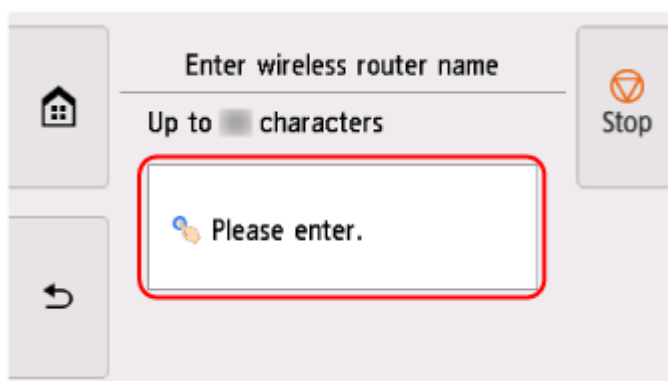 Enter wireless router name
Up to characters
Stop
Please enter.